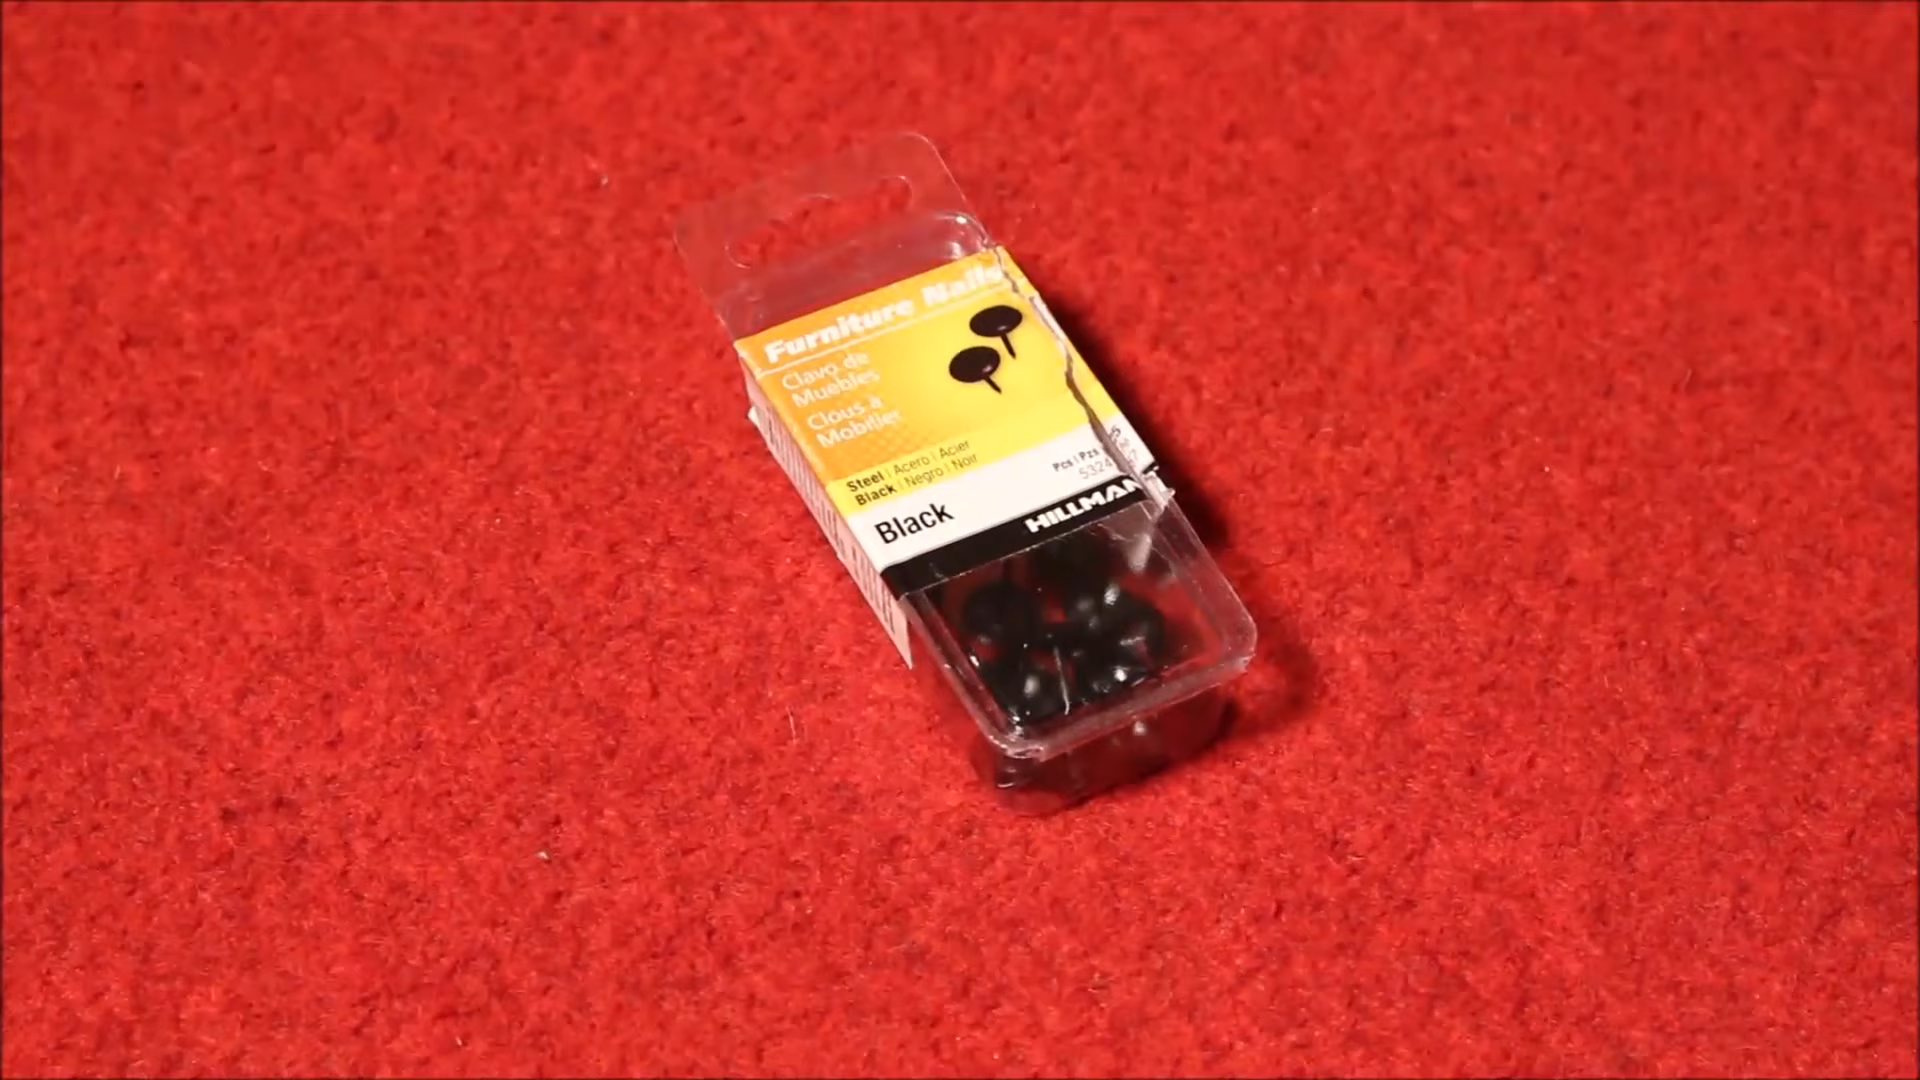 Furniture Nails
Clavo de
Muebles
Clous à
Mobilier
Steel | Acero | Acier
Black | Negro | Noir
Pcs | Pzs
Black
HILLMAN